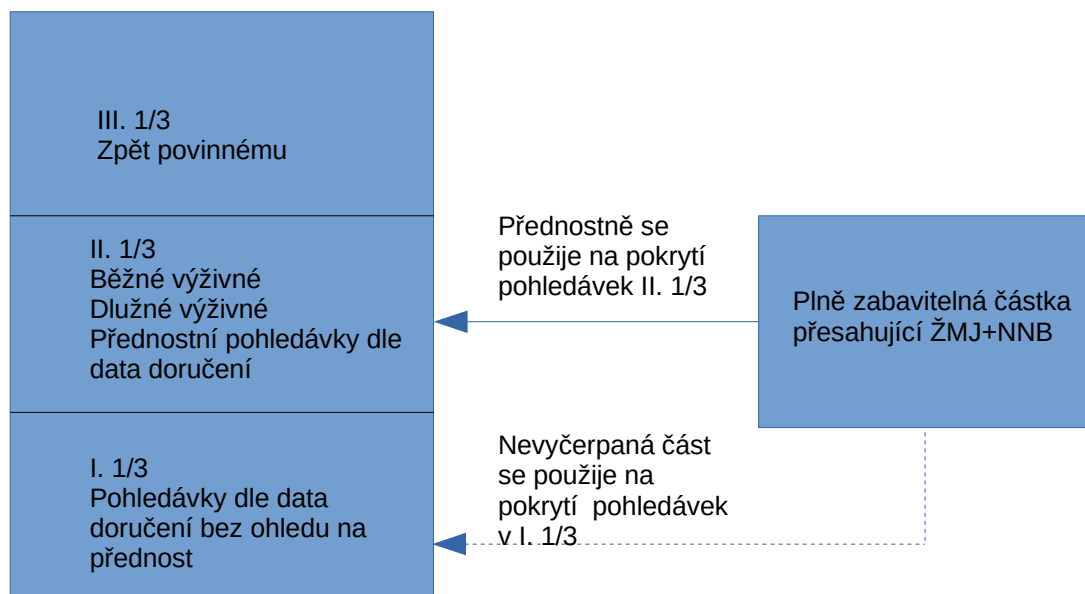 III. 1/3
Zpět povinnému
II. 1/3
Běžné výživné
Dlužné výživné
Přednostní pohledávky dle
data doručení
I. 1/3
Pohledávky dle data
doručení bez ohledu na
přednost
Přednostně se
použije na pokrytí
pohledávek II. 1/3
Nevyčerpaná část
se použije na
pokrytí pohledávek
v I. 1/3
Plně zabavitelná částka
přesahující ŽMJ+NNB